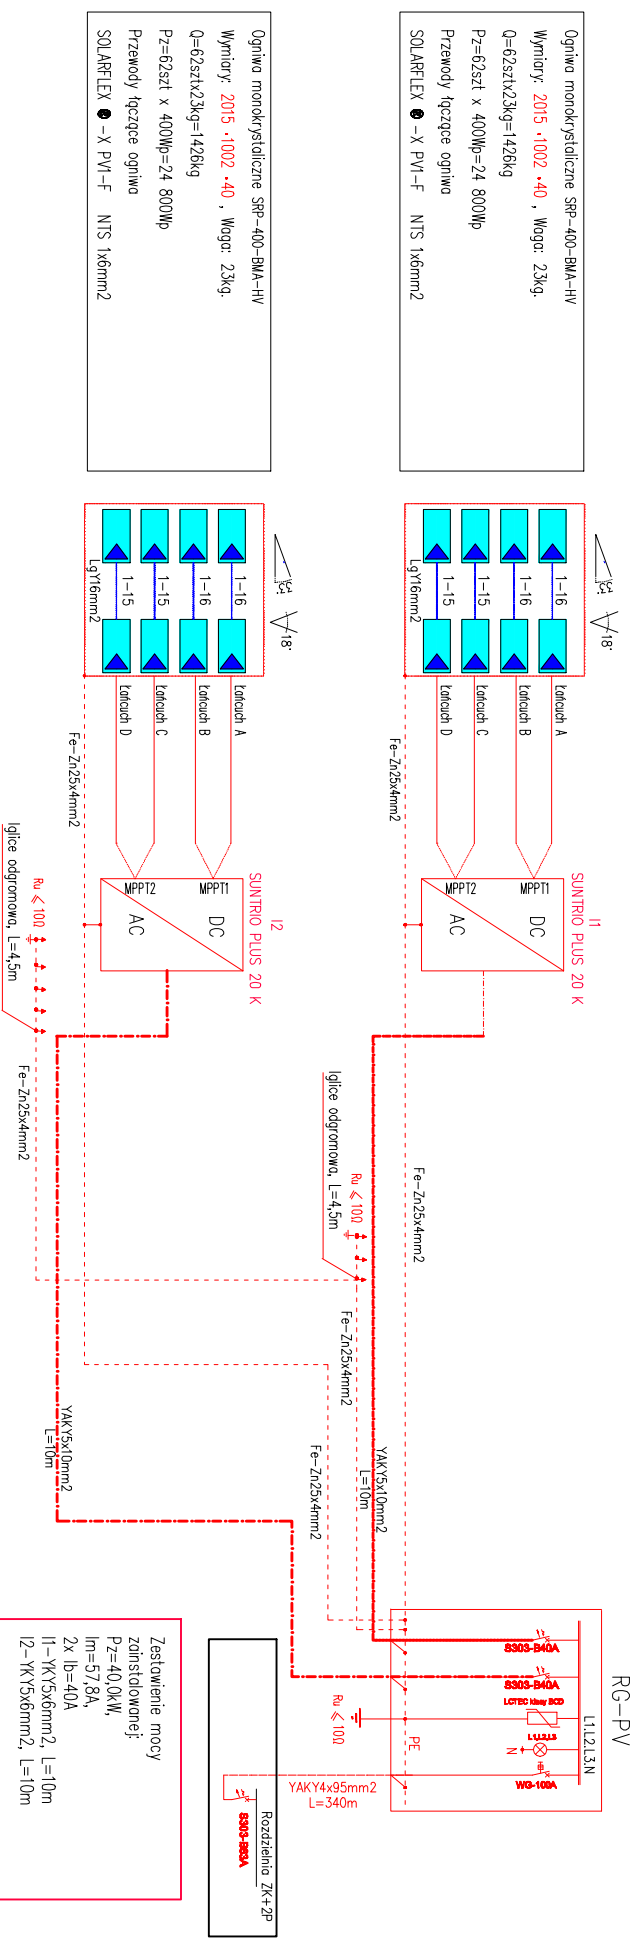 Ogniwa monokrystaliczne SRP-400-BMA-HV
Wymiary: 2015 ·1002 ·40 , Waga: 23kg.
Q=62sztx23kg=1426kg
Pz=62szt x 400Wp=24 800Wp
Przewody łączące ogniwa
SOLARFLEX ® -X PV1-F NTS 1x6mm2
18°
1-16
1-16
1-15
1-15
LgY16mm2
Łańcuch A
Łańcuch B
Łańcuch C
Łańcuch D
Fe-Zn25x4mm2
I1
SUNTRIO PLUS 20 K
MPPT1
MPPT2
DC
AC
Fe-Zn25x4mm2
Iglice odgromowa, L=4,5m
Ru ⩽ 10Ω
Fe-Zn25x4mm2
YAKY5x10mm2
L=10m
Ogniwa monokrystaliczne SRP-400-BMA-HV
Wymiary: 2015 ·1002 ·40 , Waga: 23kg.
Q=62sztx23kg=1426kg
Pz=62szt x 400Wp=24 800Wp
Przewody łączące ogniwa
SOLARFLEX ® -X PV1-F NTS 1x6mm2
18°
1-16
1-16
1-15
1-15
LgY16mm2
Łańcuch A
Łańcuch B
Łańcuch C
Łańcuch D
Fe-Zn25x4mm2
I2
SUNTRIO PLUS 20 K
MPPT1
MPPT2
DC
AC
Ru ⩽ 10Ω
Iglice odgromowa, L=4,5m
Fe-Zn25x4mm2
Fe-Zn25x4mm2
YAKY5x10mm2
L=10m
RG-PV
L1.L2.L3.N
S303-B40A
S303-B40A
LCTEC klasy BCD
L1,L2,L3
N
WG-100A
PE
Ru ⩽ 10Ω
YAKY4x95mm2
L=340m
Rozdzielnia ZK+2P
S303-B63A
Zestawienie mocy
zainstalowanej:
Pz=40,0kW,
Im=57,8A,
2x Ib=40A
I1-YKY5x6mm2, L=10m
I2-YKY5x6mm2, L=10m